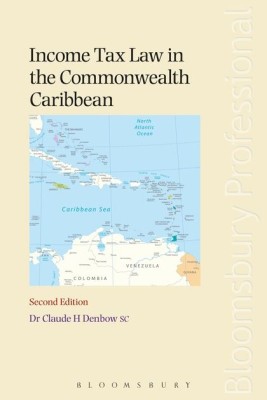 Income Tax Law in
the Commonwealth
Caribbean
North
Atlantic
Ocean
Caribbean Sea
VENEZUELA
COLOMBIA
Second Edition
Dr Claude H Denbow SC
BLOOMSBURY
Bloomsbury Professional